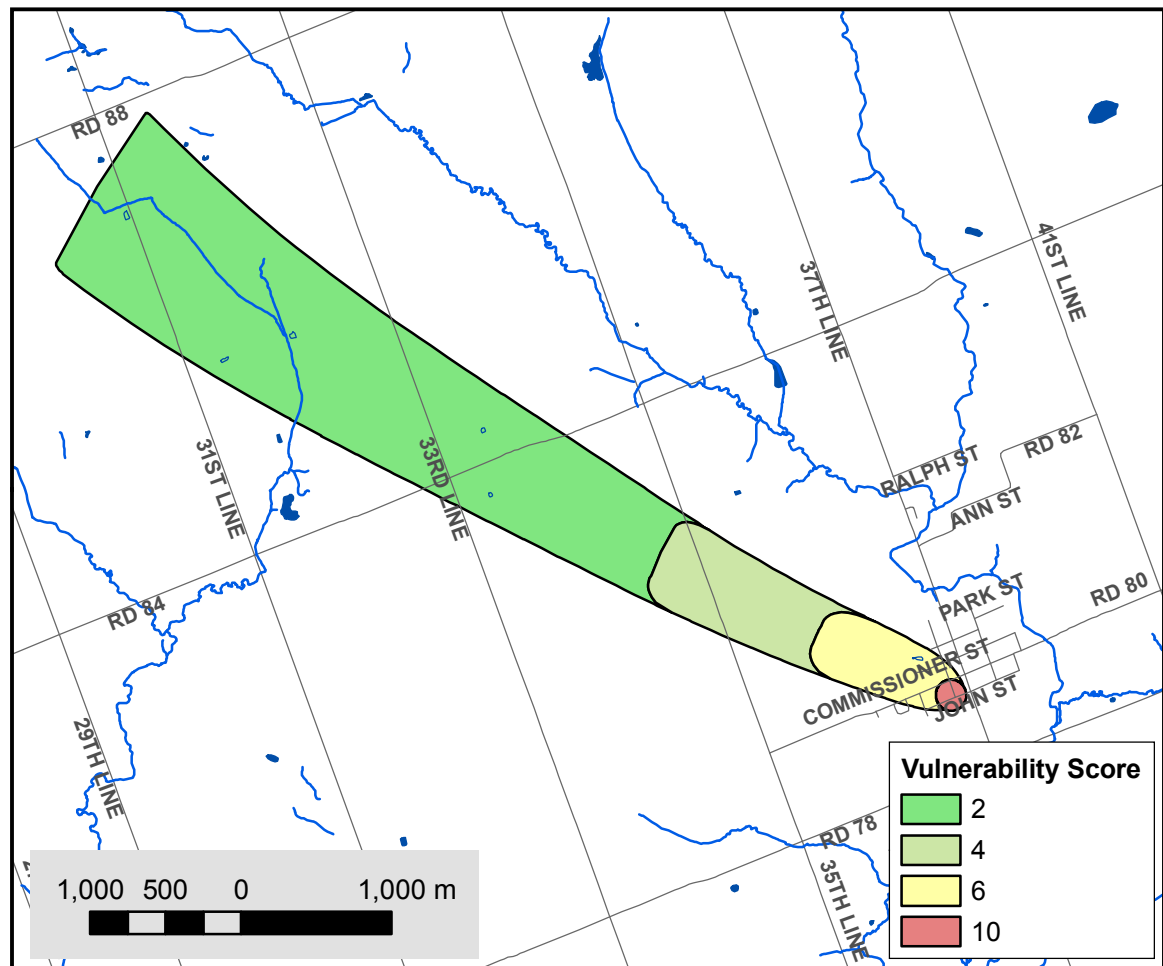 RD 88
41ST LINE
37TH LINE
31ST LINE
33RD LINE
RALPH ST
RD 82
ANN ST
RD 84
PARK ST
RD 80
COMMISSIONER ST
JOHN ST
29TH LINE
RD 78
35TH LINE
Vulnerability Score
2
4
6
10
1,000 500 0 1,000 m